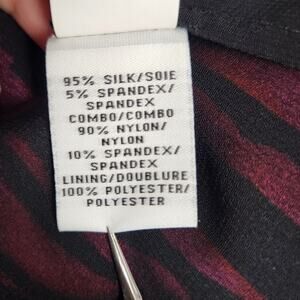 95% SILK/SOIE
5% SPANDEX/
SPANDEX
COMBO/COMBO
90% NYLON/
NYLON
10% SPANDEX/
SPANDEX
LINING/DOUBLURE
100% POLYESTER/
POLYESTER